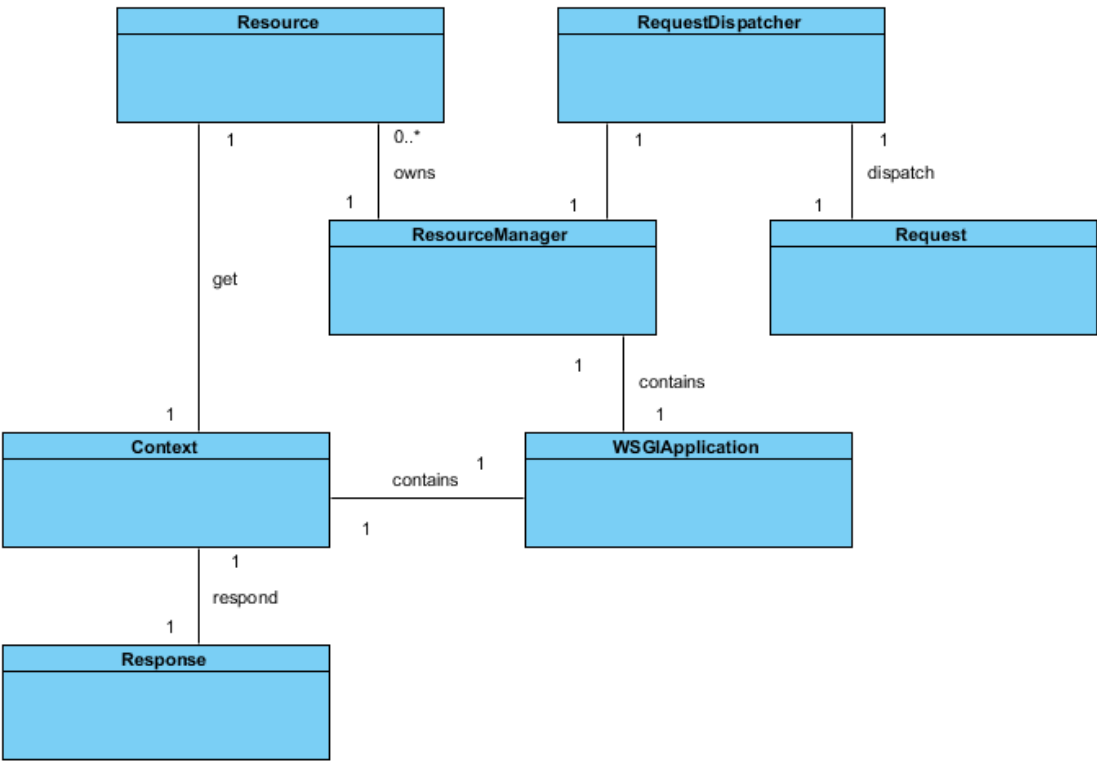 Resource
RequestDispatcher
1
0..*
1
1
owns
dispatch
1
1
1
ResourceManager
Request
get
1
contains
1
1
Context
WSGIApplication
1
contains
1
1
respond
1
Response